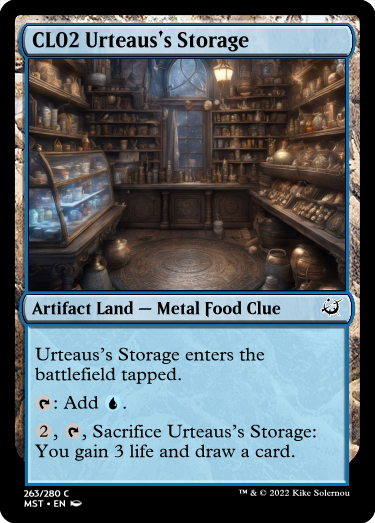 CL02 Urteaus's Storage
Artifact Land — Metal Food Clue
Urteaus's Storage enters the
battlefield tapped.
: Add .
2, , Sacrifice Urteaus's Storage:
You gain 3 life and draw a card.
263/280 C
MST • EN
™ & © 2022 Kike Solernou